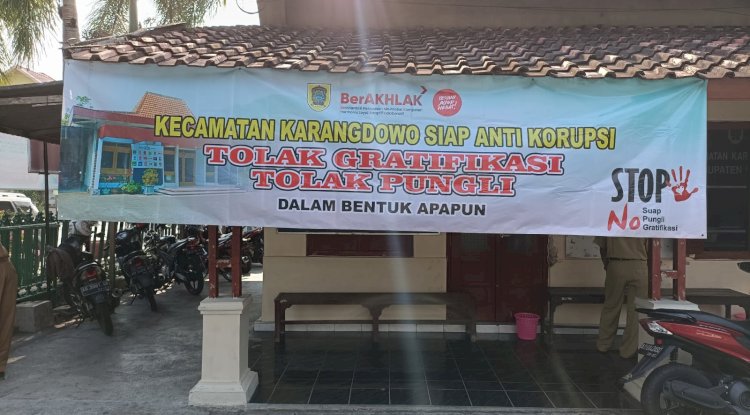 BerAKHLAK
KECAMATAN KARANGDOWO SIAP ANTI KORUPSI
TOLAK GRATIFIKASI
TOLAK PUNGLI
DALAM BENTUK APAPUN
STOP
No Suap
Pungli
Gratifikasi